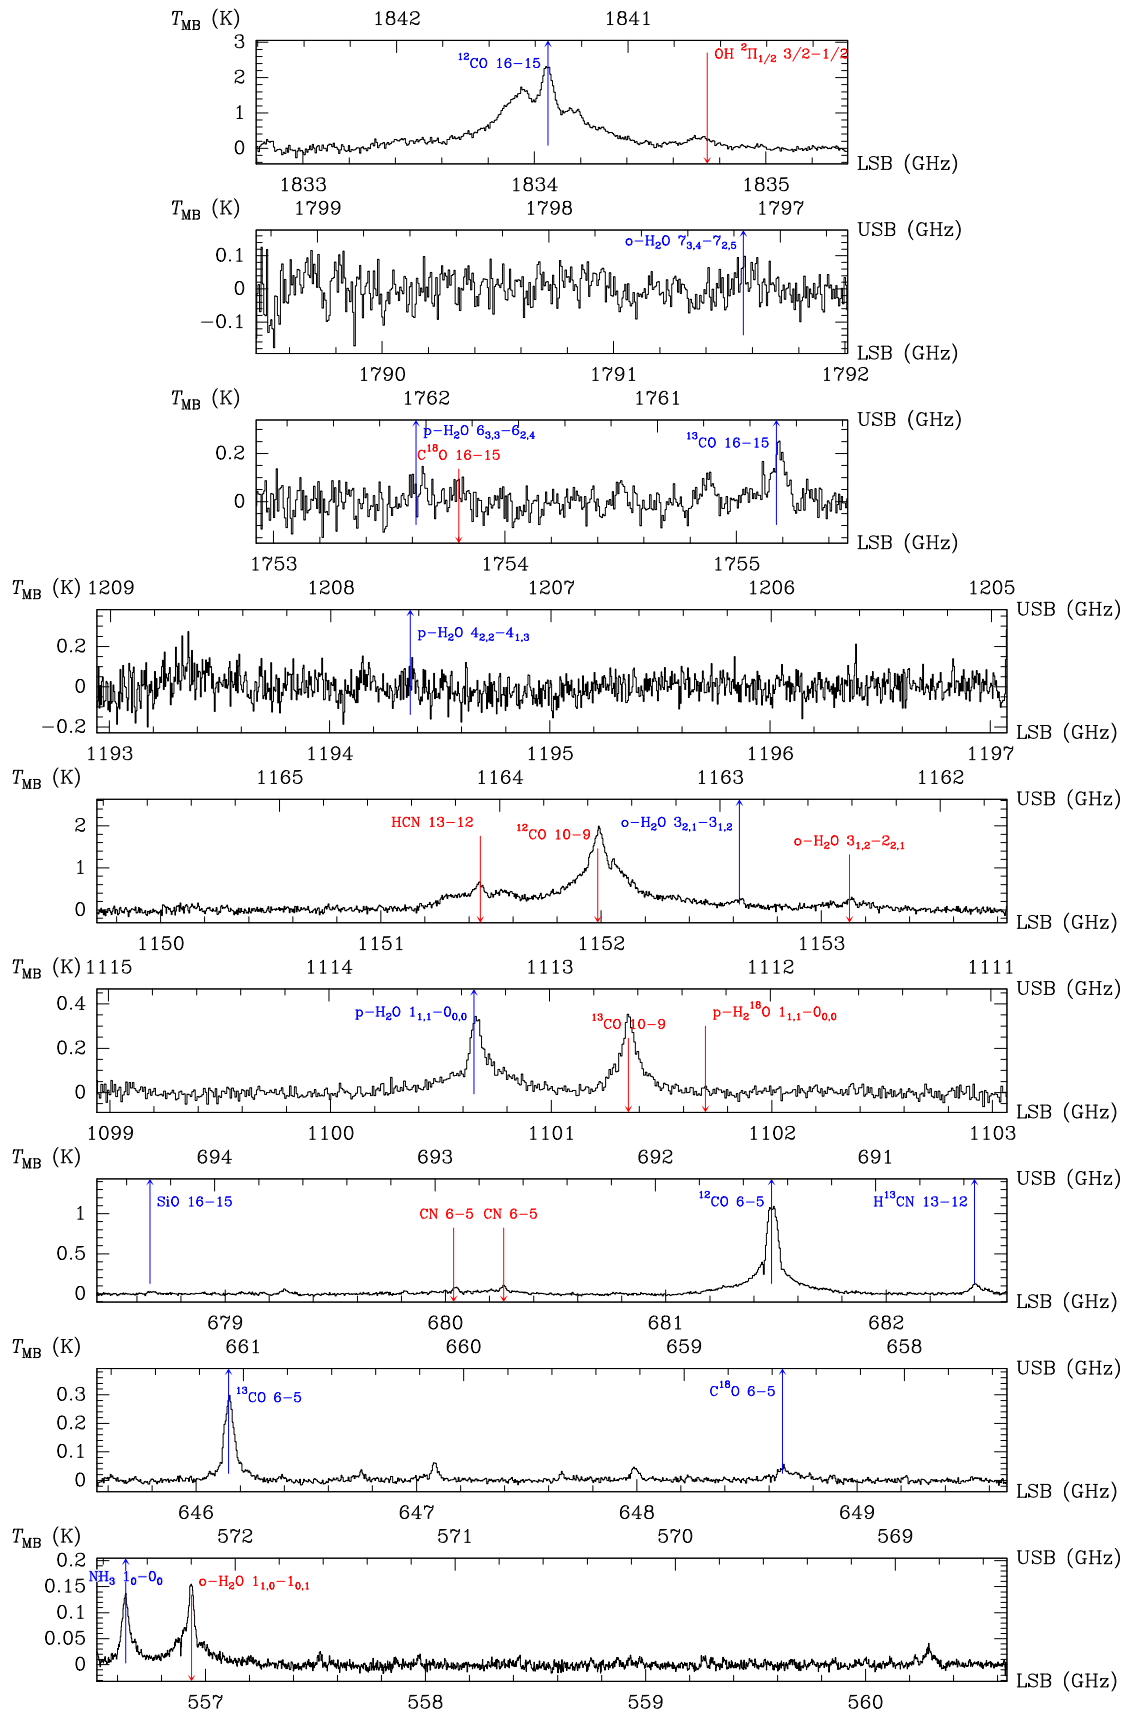 T_MB (K) 1842 1841
3 2 1 0
¹²CO 16−15
OH ²Π₁/₂ 3/2−1/2
LSB (GHz)
1833 1834 1835
T_MB (K) 1799 1798 1797
USB (GHz)
0.1 0 −0.1
o−H₂O 7₃,₄−7₂,₅
LSB (GHz)
1790 1791 1792
T_MB (K) 1762 1761
USB (GHz)
0.2 0
p−H₂O 6₃,₃−6₂,₄
C¹⁸O 16−15
¹³CO 16−15
LSB (GHz)
1753 1754 1755
T_MB (K) 1209 1208 1207 1206 1205
USB (GHz)
0.2 0 −0.2
p−H₂O 4₂,₂−4₁,₃
LSB (GHz)
1193 1194 1195 1196 1197
T_MB (K) 1165 1164 1163 1162
USB (GHz)
2 1 0
HCN 13−12
¹²CO 10−9
o−H₂O 3₂,₁−3₁,₂
o−H₂O 3₁,₂−2₂,₁
LSB (GHz)
1150 1151 1152 1153
T_MB (K) 1115 1114 1113 1112 1111
USB (GHz)
0.4 0.2 0
p−H₂O 1₁,₁−0₀,₀
¹³CO 10−9
p−H₂¹⁸O 1₁,₁−0₀,₀
LSB (GHz)
1099 1100 1101 1102 1103
T_MB (K) 694 693 692 691
USB (GHz)
1 0.5 0
SiO 16−15
CN 6−5 CN 6−5
¹²CO 6−5
H¹³CN 13−12
LSB (GHz)
679 680 681 682
T_MB (K) 661 660 659 658
USB (GHz)
0.3 0.2 0.1 0
¹³CO 6−5
C¹⁸O 6−5
LSB (GHz)
646 647 648 649
T_MB (K) 572 571 570 569
USB (GHz)
0.2 0.15 0.1 0.05 0
NH₃ 1₀−0₀
o−H₂O 1₁,₀−1₀,₁
LSB (GHz)
557 558 559 560